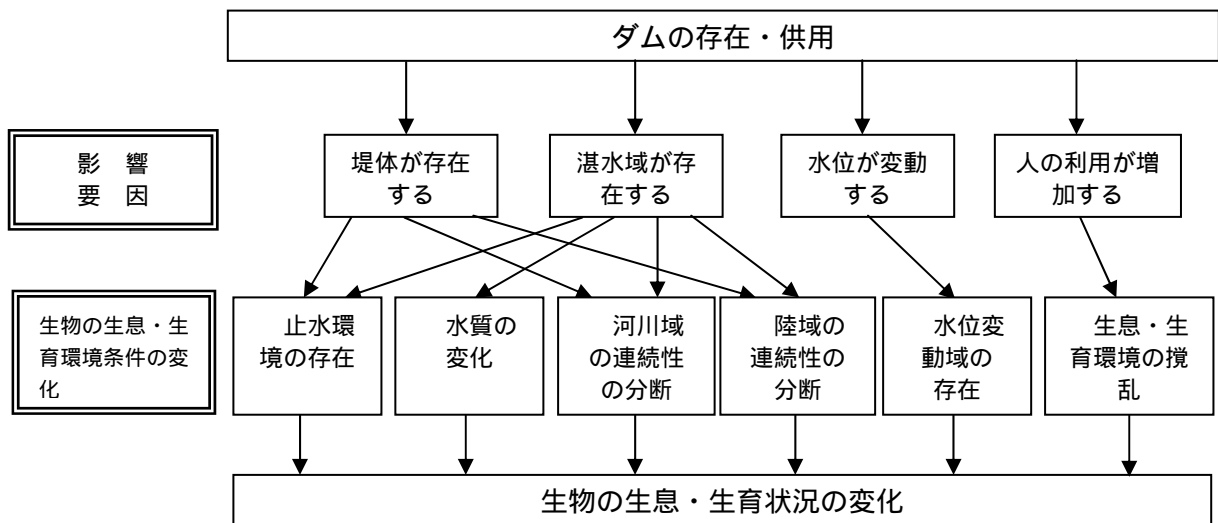 ダムの存在・供用
影　響
要　因
堤体が存在
する
湛水域が存
在する
水位が変動
する
人の利用が増
加する
生物の生息・生
育環境条件の変
化
止水環
境の存在
水質の
変化
河川域
の連続性
の分断
陸域の
連続性の
分断
水位変
動域の
存在
生息・生
育環境の撹
乱
生物の生息・生育状況の変化